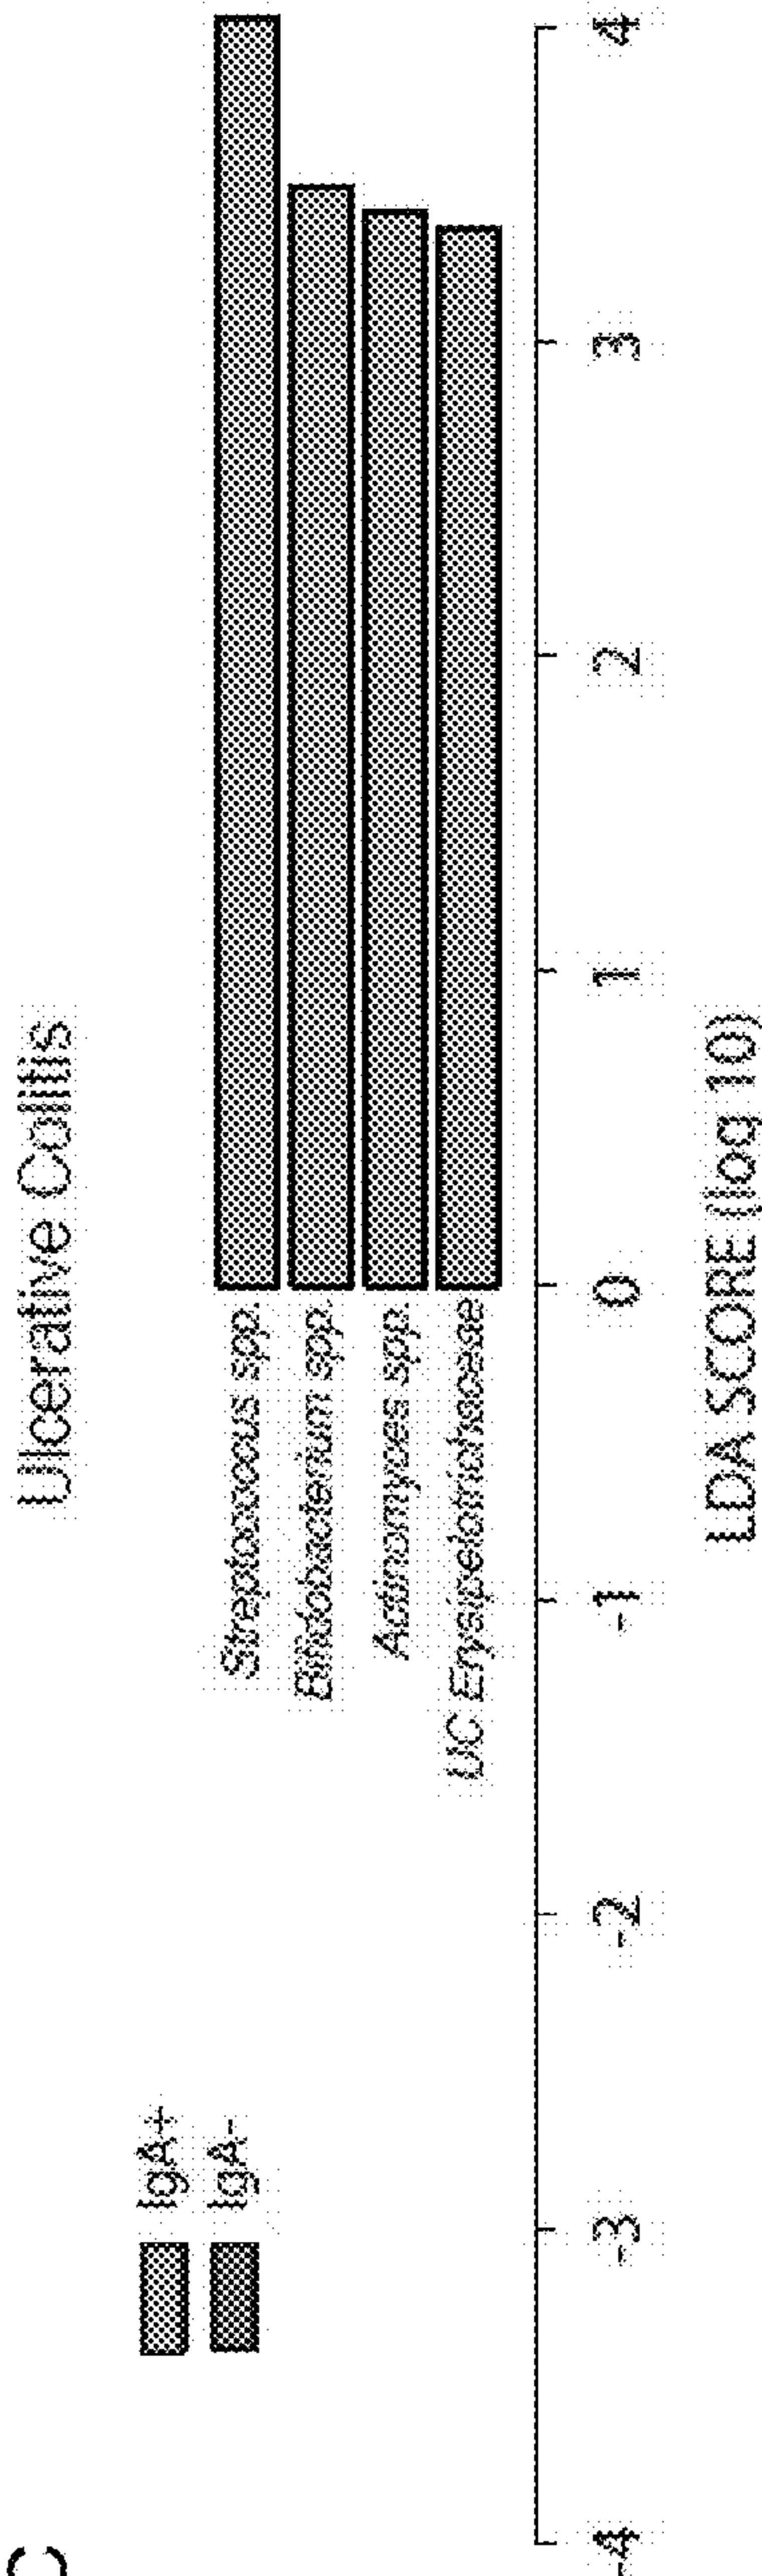 C
Ulcerative Colitis
IgA+
IgA-
Streptococcus spp.
Bifidobacterium spp.
Actinomyces spp.
UC Erysipelotrichaceae
-4 -3 -2 -1 0 1 2 3 4
LDA SCORE (log 10)